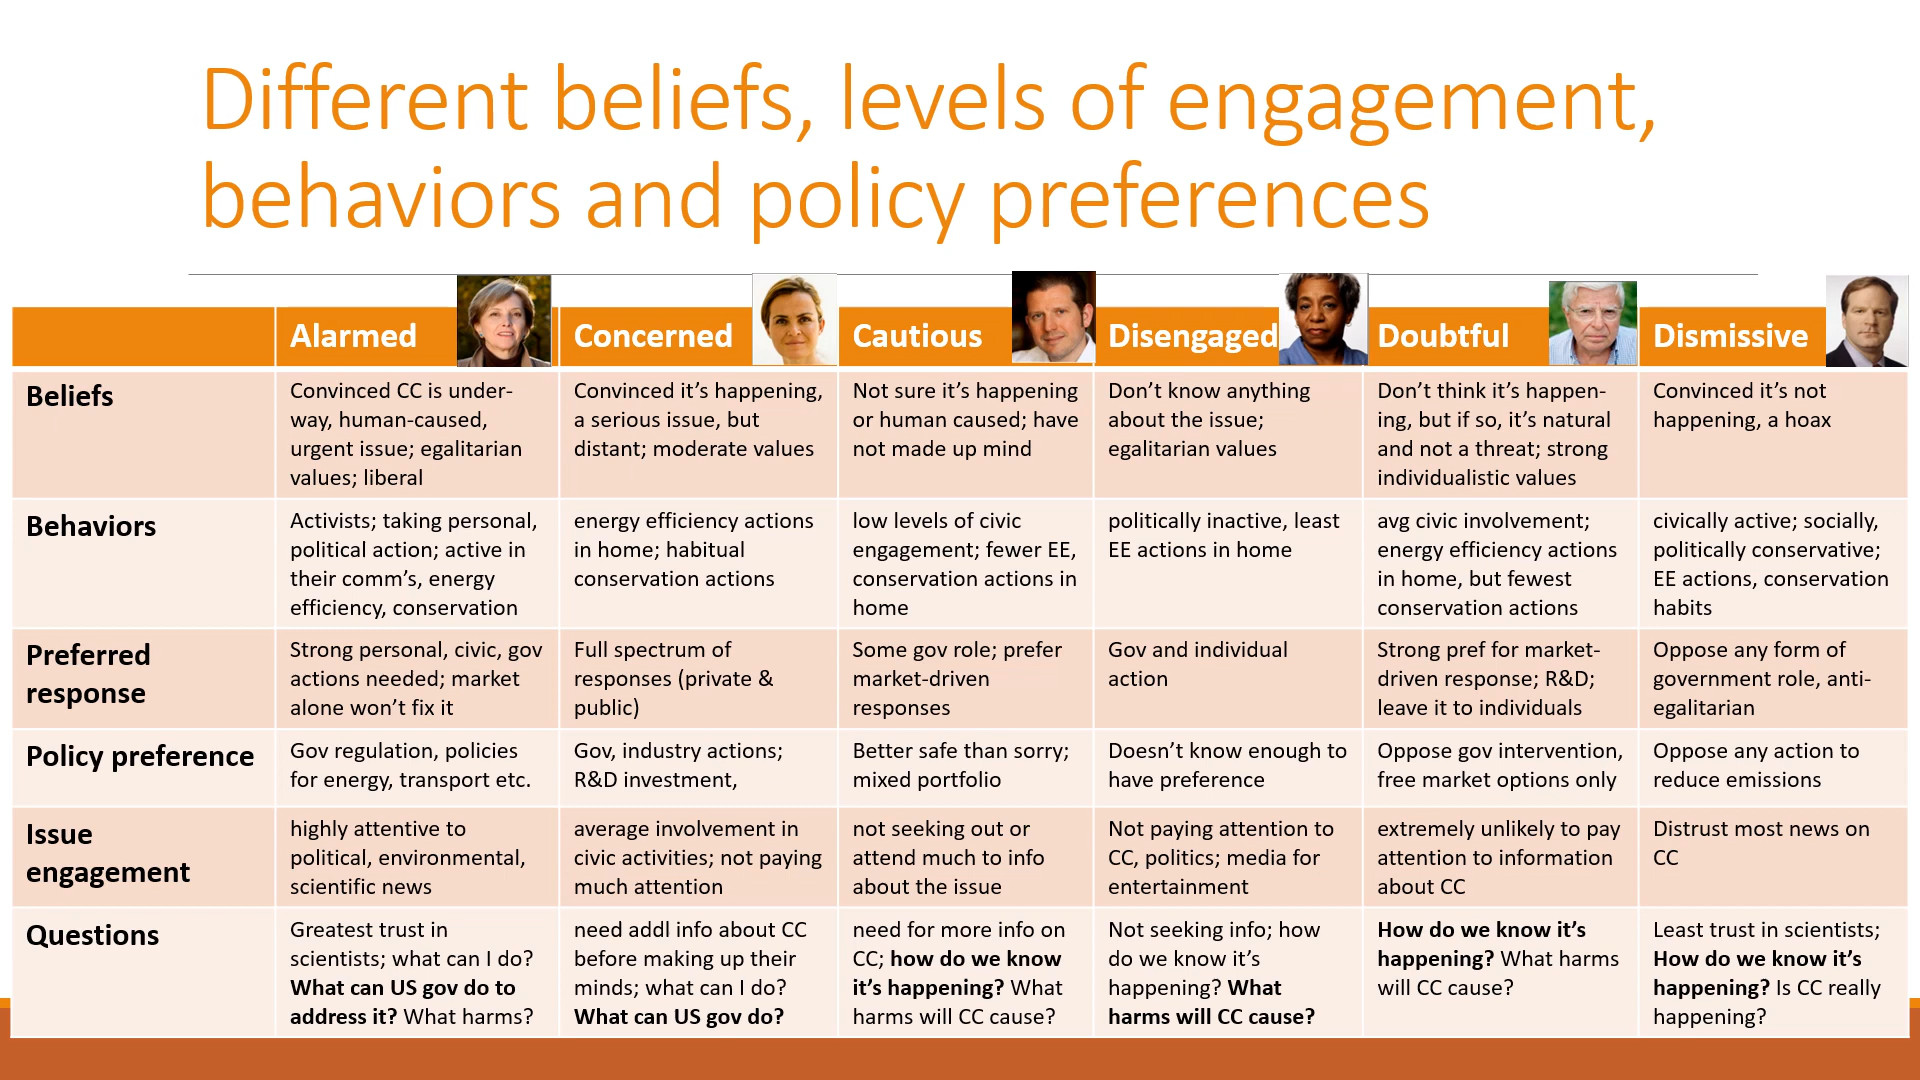 Different beliefs, levels of engagement,
behaviors and policy preferences
Alarmed
Concerned
Cautious
Disengaged
Doubtful
Dismissive
Beliefs
Convinced CC is under-
way, human-caused,
urgent issue; egalitarian
values; liberal
Convinced it’s happening,
a serious issue, but
distant; moderate values
Not sure it’s happening
or human caused; have
not made up mind
Don’t know anything
about the issue;
egalitarian values
Don’t think it’s happen-
ing, but if so, it’s natural
and not a threat; strong
individualistic values
Convinced it’s not
happening, a hoax
Behaviors
Activists; taking personal,
political action; active in
their comm’s, energy
efficiency, conservation
energy efficiency actions
in home; habitual
conservation actions
low levels of civic
engagement; fewer EE,
conservation actions in
home
politically inactive, least
EE actions in home
avg civic involvement;
energy efficiency actions
in home, but fewest
conservation actions
civically active; socially,
politically conservative;
EE actions, conservation
habits
Preferred
response
Strong personal, civic, gov
actions needed; market
alone won’t fix it
Full spectrum of
responses (private &
public)
Some gov role; prefer
market-driven
responses
Gov and individual
action
Strong pref for market-
driven response; R&D;
leave it to individuals
Oppose any form of
government role, anti-
egalitarian
Policy preference
Gov regulation, policies
for energy, transport etc.
Gov, industry actions;
R&D investment,
Better safe than sorry;
mixed portfolio
Doesn’t know enough to
have preference
Oppose gov intervention,
free market options only
Oppose any action to
reduce emissions
Issue
engagement
highly attentive to
political, environmental,
scientific news
average involvement in
civic activities; not paying
much attention
not seeking out or
attend much to info
about the issue
Not paying attention to
CC, politics; media for
entertainment
extremely unlikely to pay
attention to information
about CC
Distrust most news on
CC
Questions
Greatest trust in
scientists; what can I do?
What can US gov do to
address it? What harms?
need addl info about CC
before making up their
minds; what can I do?
What can US gov do?
need for more info on
CC; how do we know
it’s happening? What
harms will CC cause?
Not seeking info; how
do we know it’s
happening? What
harms will CC cause?
How do we know it’s
happening? What harms
will CC cause?
Least trust in scientists;
How do we know it’s
happening? Is CC really
happening?